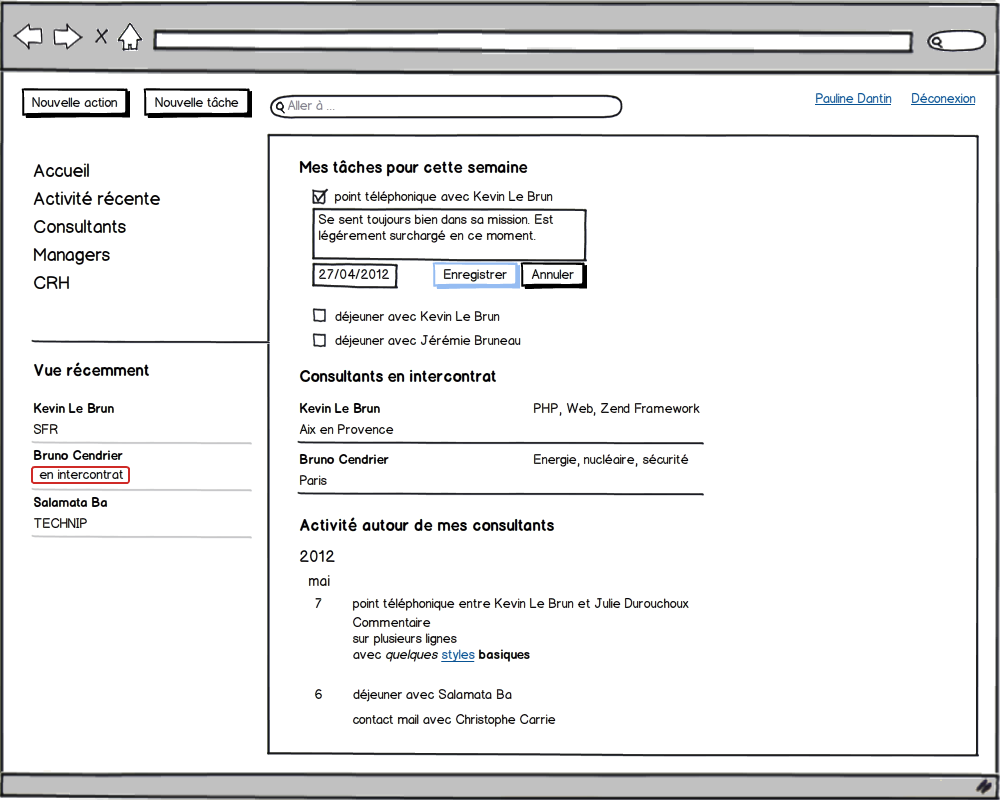 Nouvelle action
Nouvelle tâche
Aller à ...
Pauline Dantin
Déconexion
Accueil
Activité récente
Consultants
Managers
CRH
Vue récemment
Kevin Le Brun
SFR
Bruno Cendrier
en intercontrat
Salamata Ba
TECHNIP
Mes tâches pour cette semaine
point téléphonique avec Kevin Le Brun
Se sent toujours bien dans sa mission. Est
légérement surchargé en ce moment.
27/04/2012
Enregistrer
Annuler
déjeuner avec Kevin Le Brun
déjeuner avec Jérémie Bruneau
Consultants en intercontrat
Kevin Le Brun PHP, Web, Zend Framework
Aix en Provence
Bruno Cendrier Energie, nucléaire, sécurité
Paris
Activité autour de mes consultants
2012
mai
7 point téléphonique entre Kevin Le Brun et Julie Durouchoux
Commentaire
sur plusieurs lignes
avec quelques styles basiques
6 déjeuner avec Salamata Ba
contact mail avec Christophe Carrie